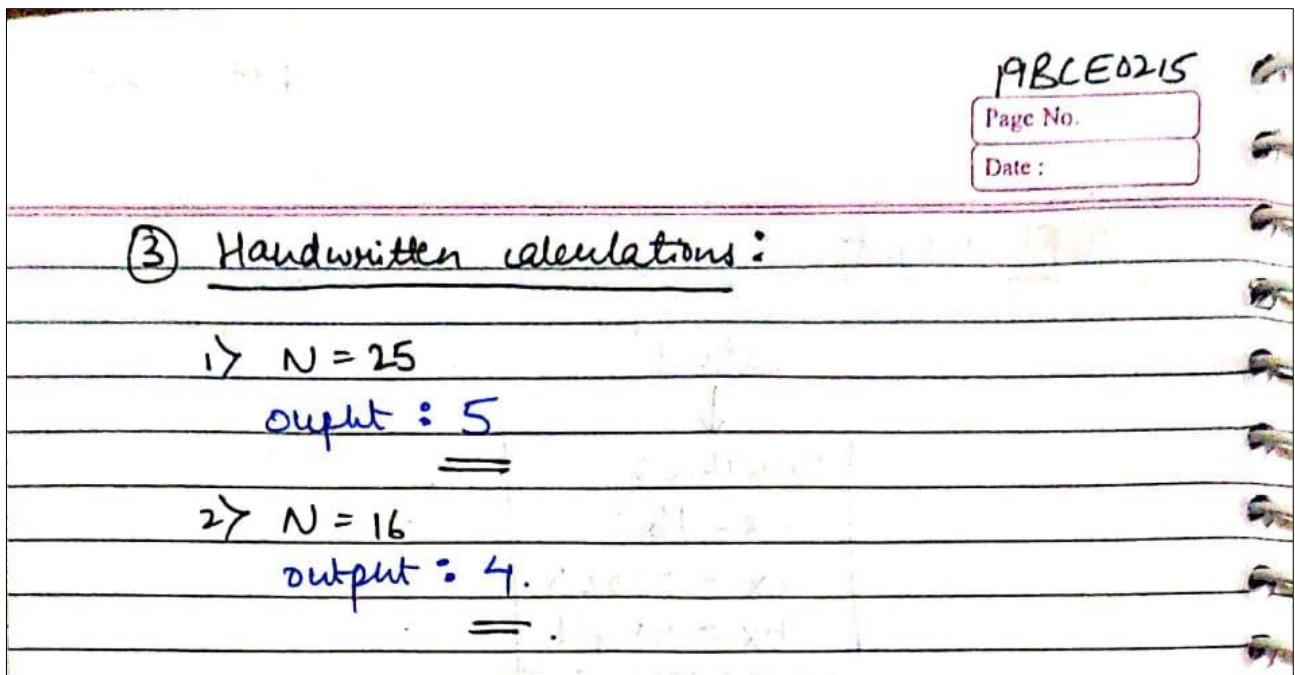 19BCE0215
Page No.
Date :
③ Handwritten calculations :
1> N = 25
ouput : 5
2> N = 16
output : 4.